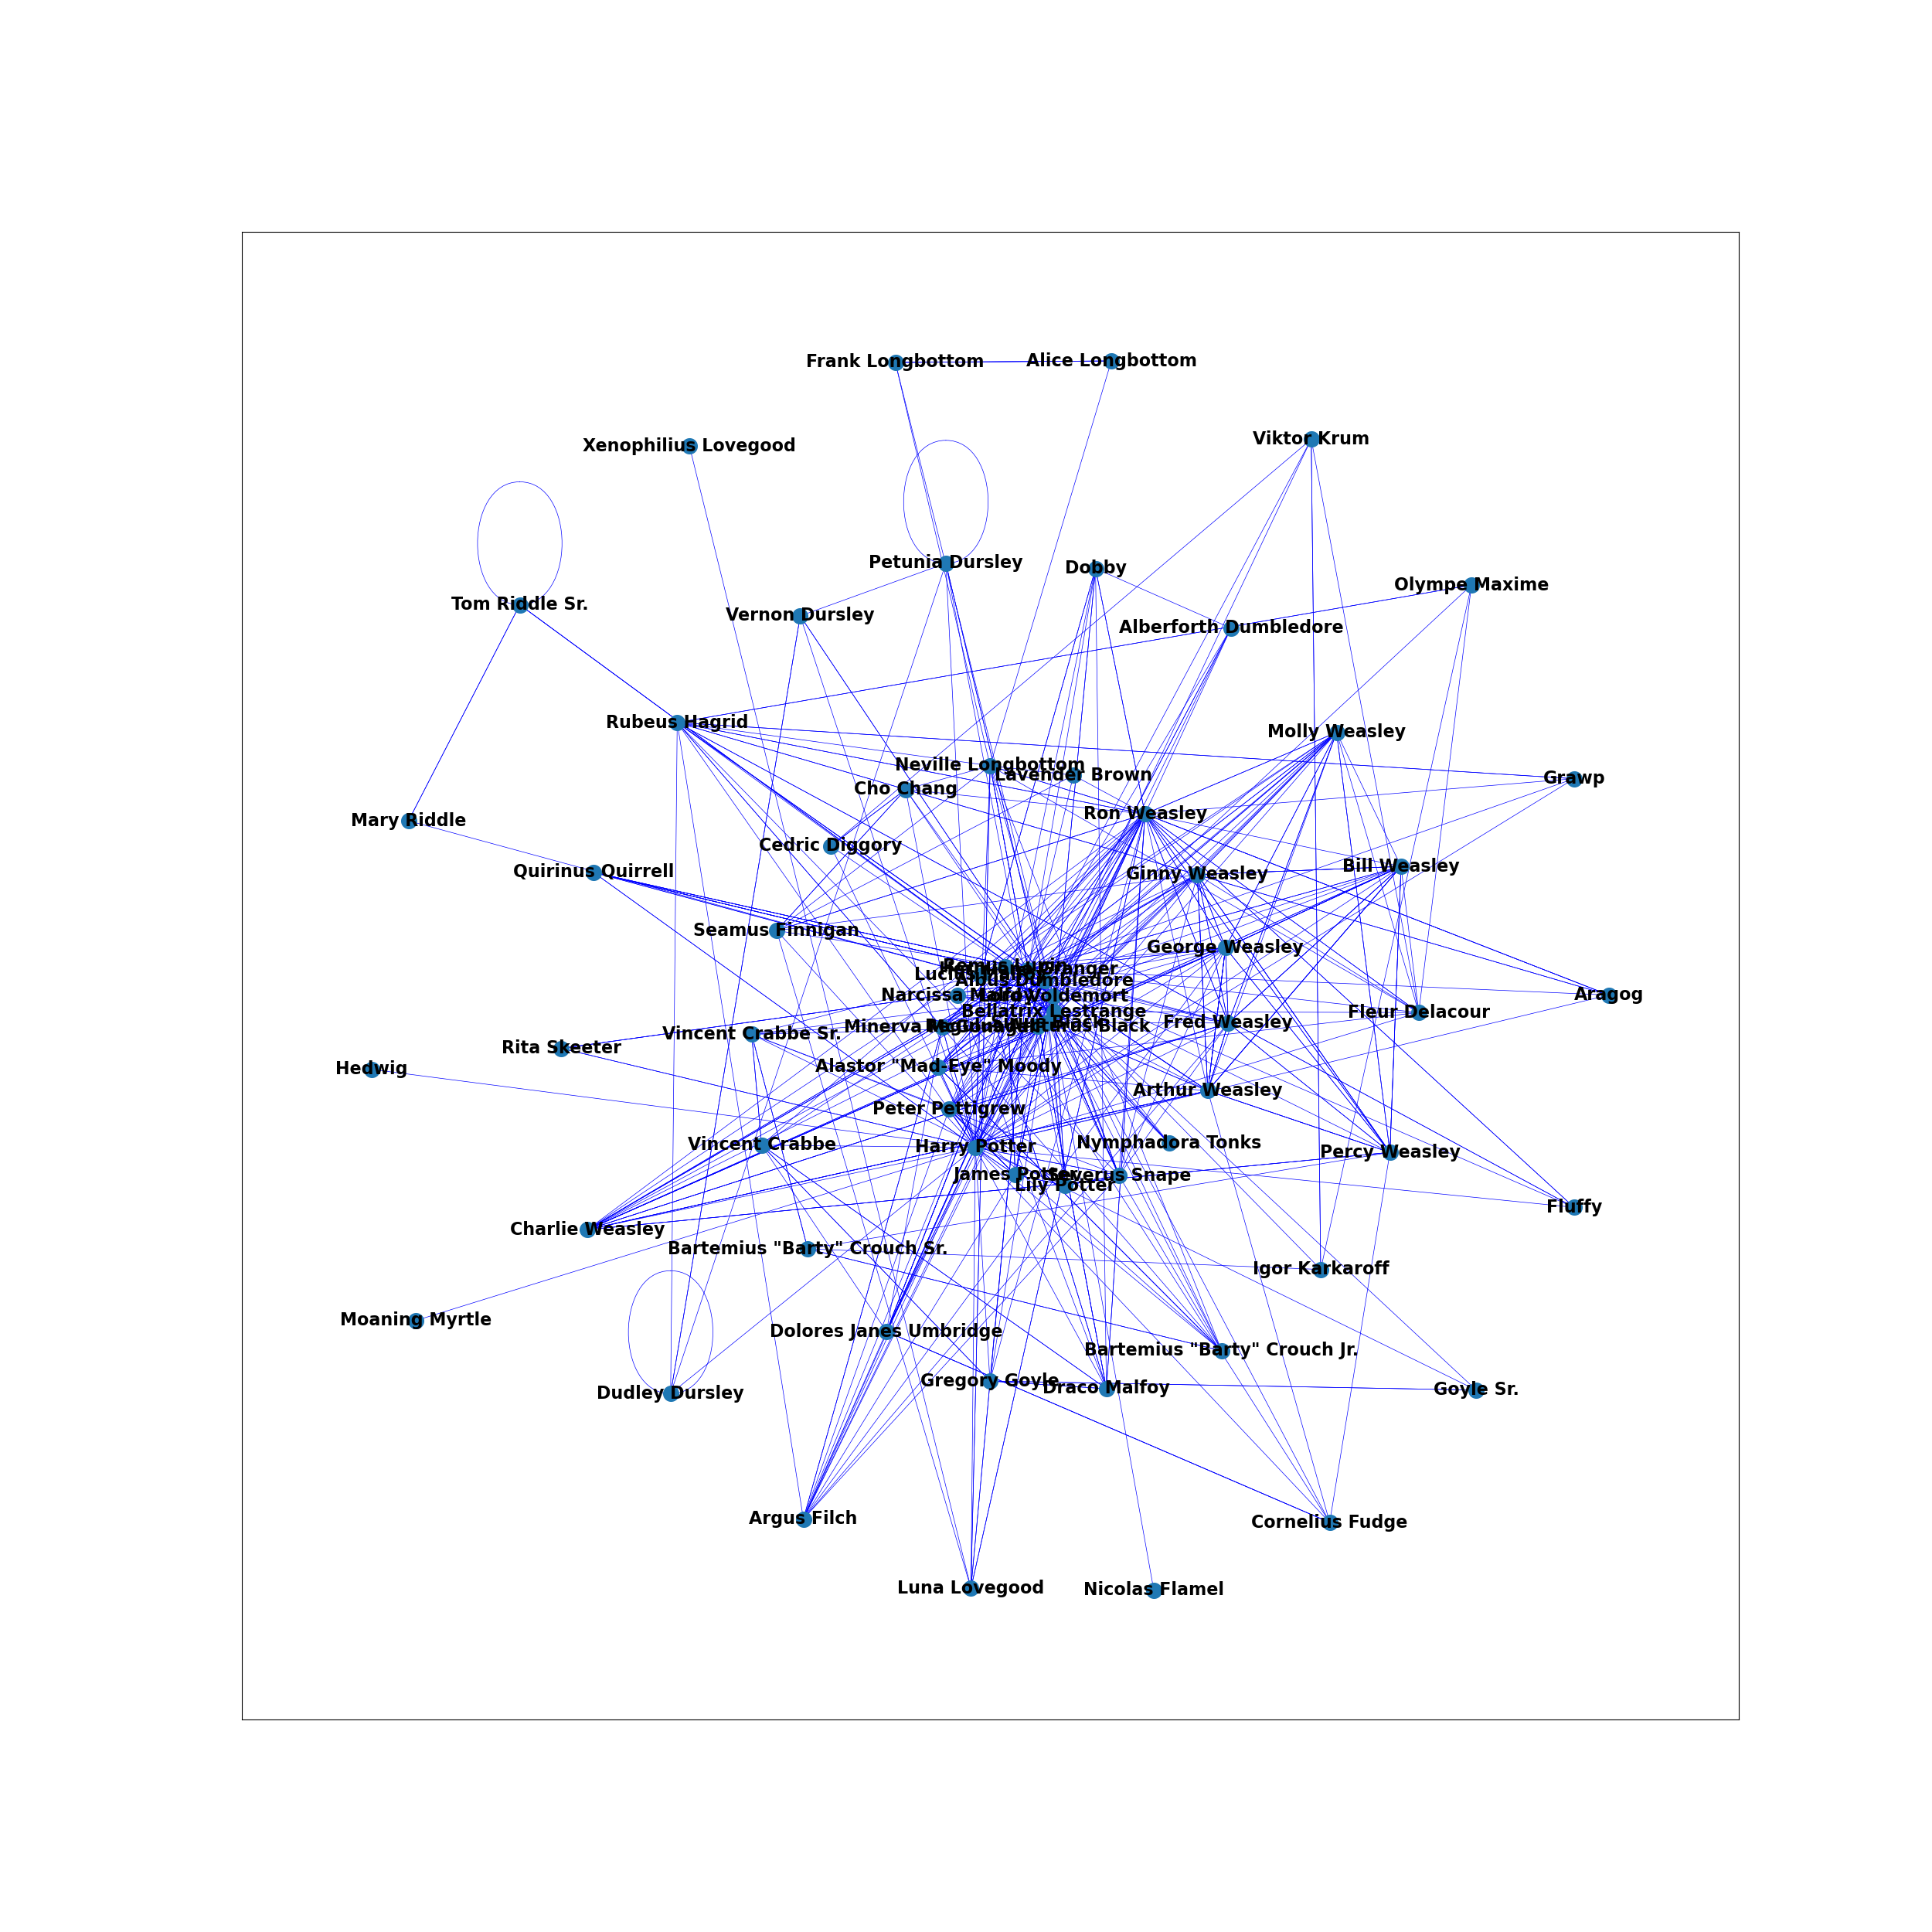 Frank Longbottom
Alice Longbottom
Viktor Krum
Xenophilius Lovegood
Petunia Dursley
Dobby
Olympe Maxime
Tom Riddle Sr.
Vernon Dursley
Alberforth Dumbledore
Rubeus Hagrid
Molly Weasley
Neville Longbottom
Lavender Brown
Grawp
Cho Chang
Ron Weasley
Mary Riddle
Cedric Diggory
Quirinus Quirrell
Ginny Weasley
Bill Weasley
Seamus Finnigan
George Weasley
Remus Lupin
Albus Dumbledore
Narcissa
Lord Voldemort
Aragog
Bellatrix Lestrange
Fleur Delacour
Vincent Crabbe Sr.
Minerva
Black
Fred Weasley
Rita Skeeter
Hedwig
Alastor "Mad-Eye" Moody
Arthur Weasley
Peter Pettigrew
Vincent Crabbe
Harry Potter
Nymphadora Tonks
Percy Weasley
James Potter
Severus Snape
Lily Potter
Fluffy
Charlie Weasley
Bartemius "Barty" Crouch Sr.
Igor Karkaroff
Moaning Myrtle
Dolores Janes Umbridge
Bartemius "Barty" Crouch Jr.
Gregory Goyle
Draco Malfoy
Goyle Sr.
Dudley Dursley
Argus Filch
Cornelius Fudge
Luna Lovegood
Nicolas Flamel